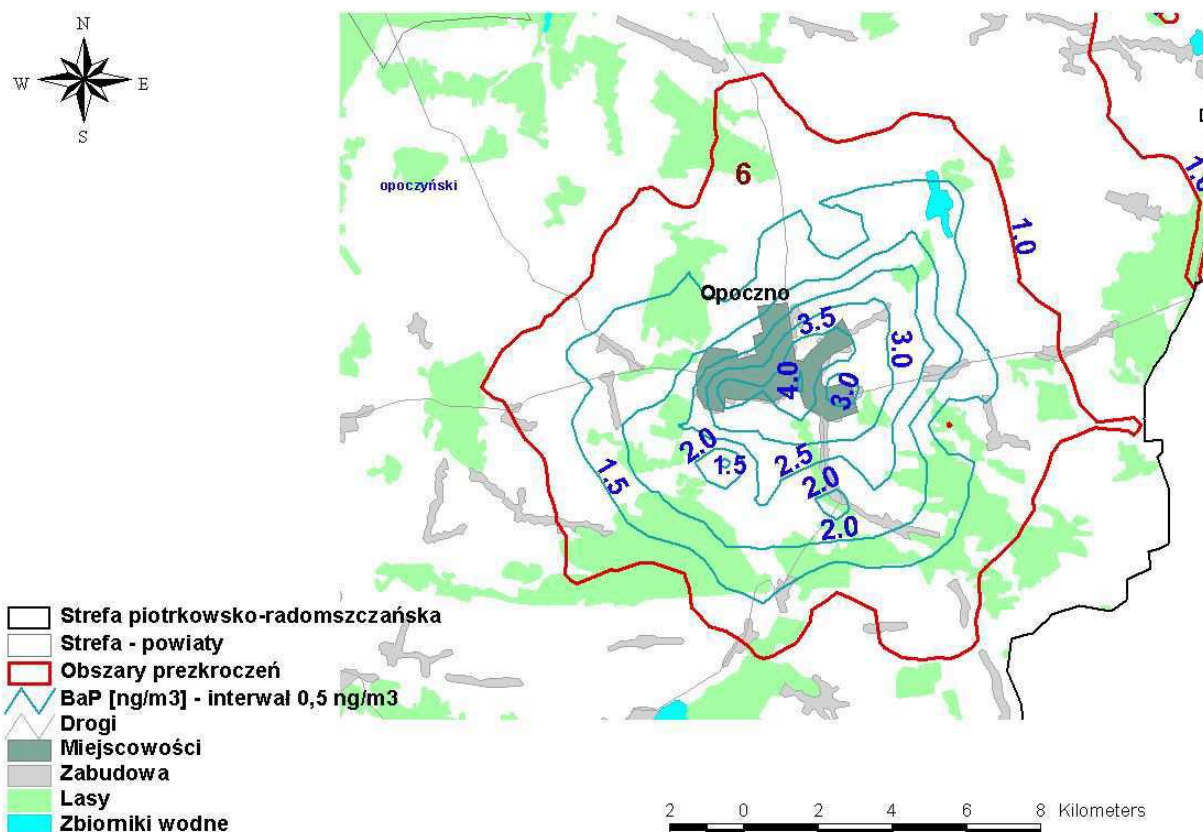 N
W E
S
opoczyński
6
1.0
Opoczno
3.5
3.0
4.0
3.0
2.0
1.5
2.5
2.0
1.5
2.0
Strefa piotrkowsko-radomszczańska
Strefa - powiaty
Obszary prezkroczeń
BaP [ng/m3] - interwał 0,5 ng/m3
Drogi
Miejscowości
Zabudowa
Lasy
Zbiorniki wodne
2 0 2 4 6 8 Kilometers